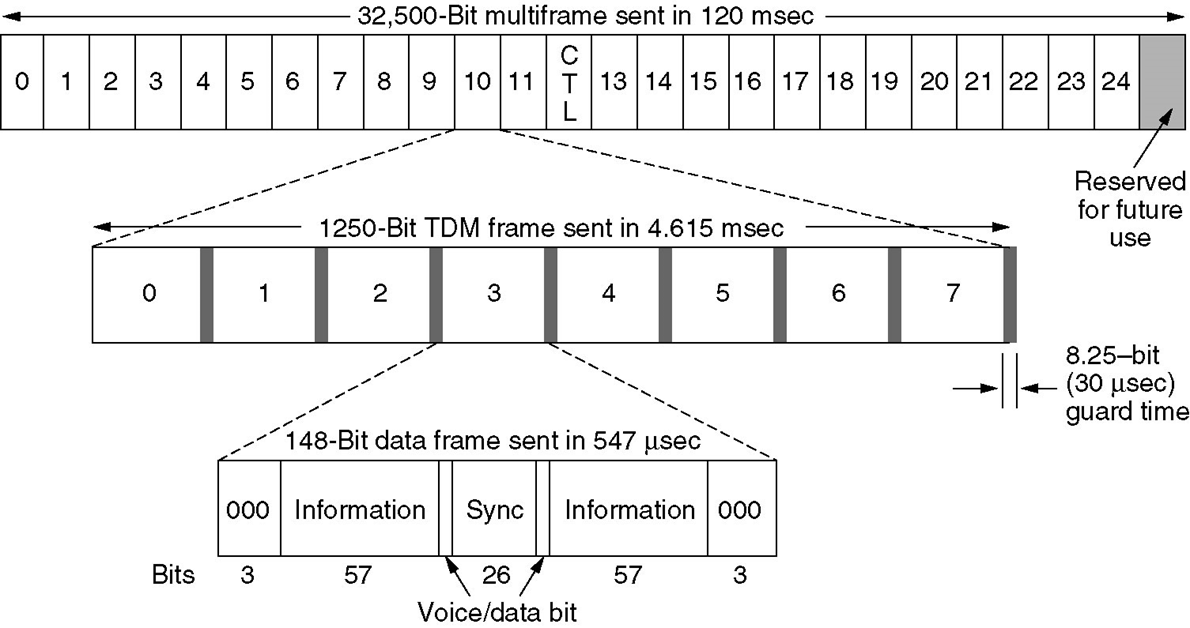 32,500-Bit multiframe sent in 120 msec
0 1 2 3 4 5 6 7 8 9 10 11 CTL 13 14 15 16 17 18 19 20 21 22 23 24
Reserved
for future
use
1250-Bit TDM frame sent in 4.615 msec
0 1 2 3 4 5 6 7
8.25–bit
(30 μsec)
guard time
148-Bit data frame sent in 547 μsec
000 Information Sync Information 000
Bits 3 57 26 57 3
Voice/data bit